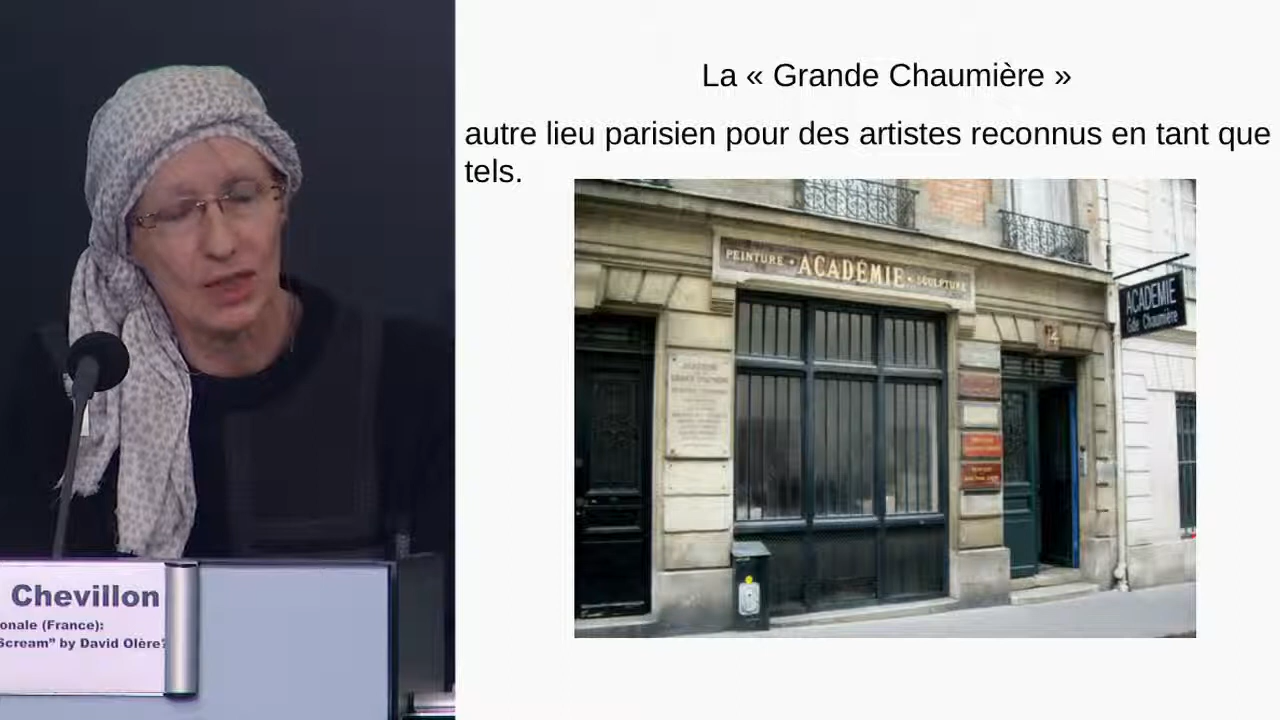 La « Grande Chaumière »
autre lieu parisien pour des artistes reconnus en tant que
tels.
PEINTURE • ACADÉMIE • SCULPTURE
ACADEMIE
Gde Chaumière
Chevillon
onale (France):
Scream” by David Olère?